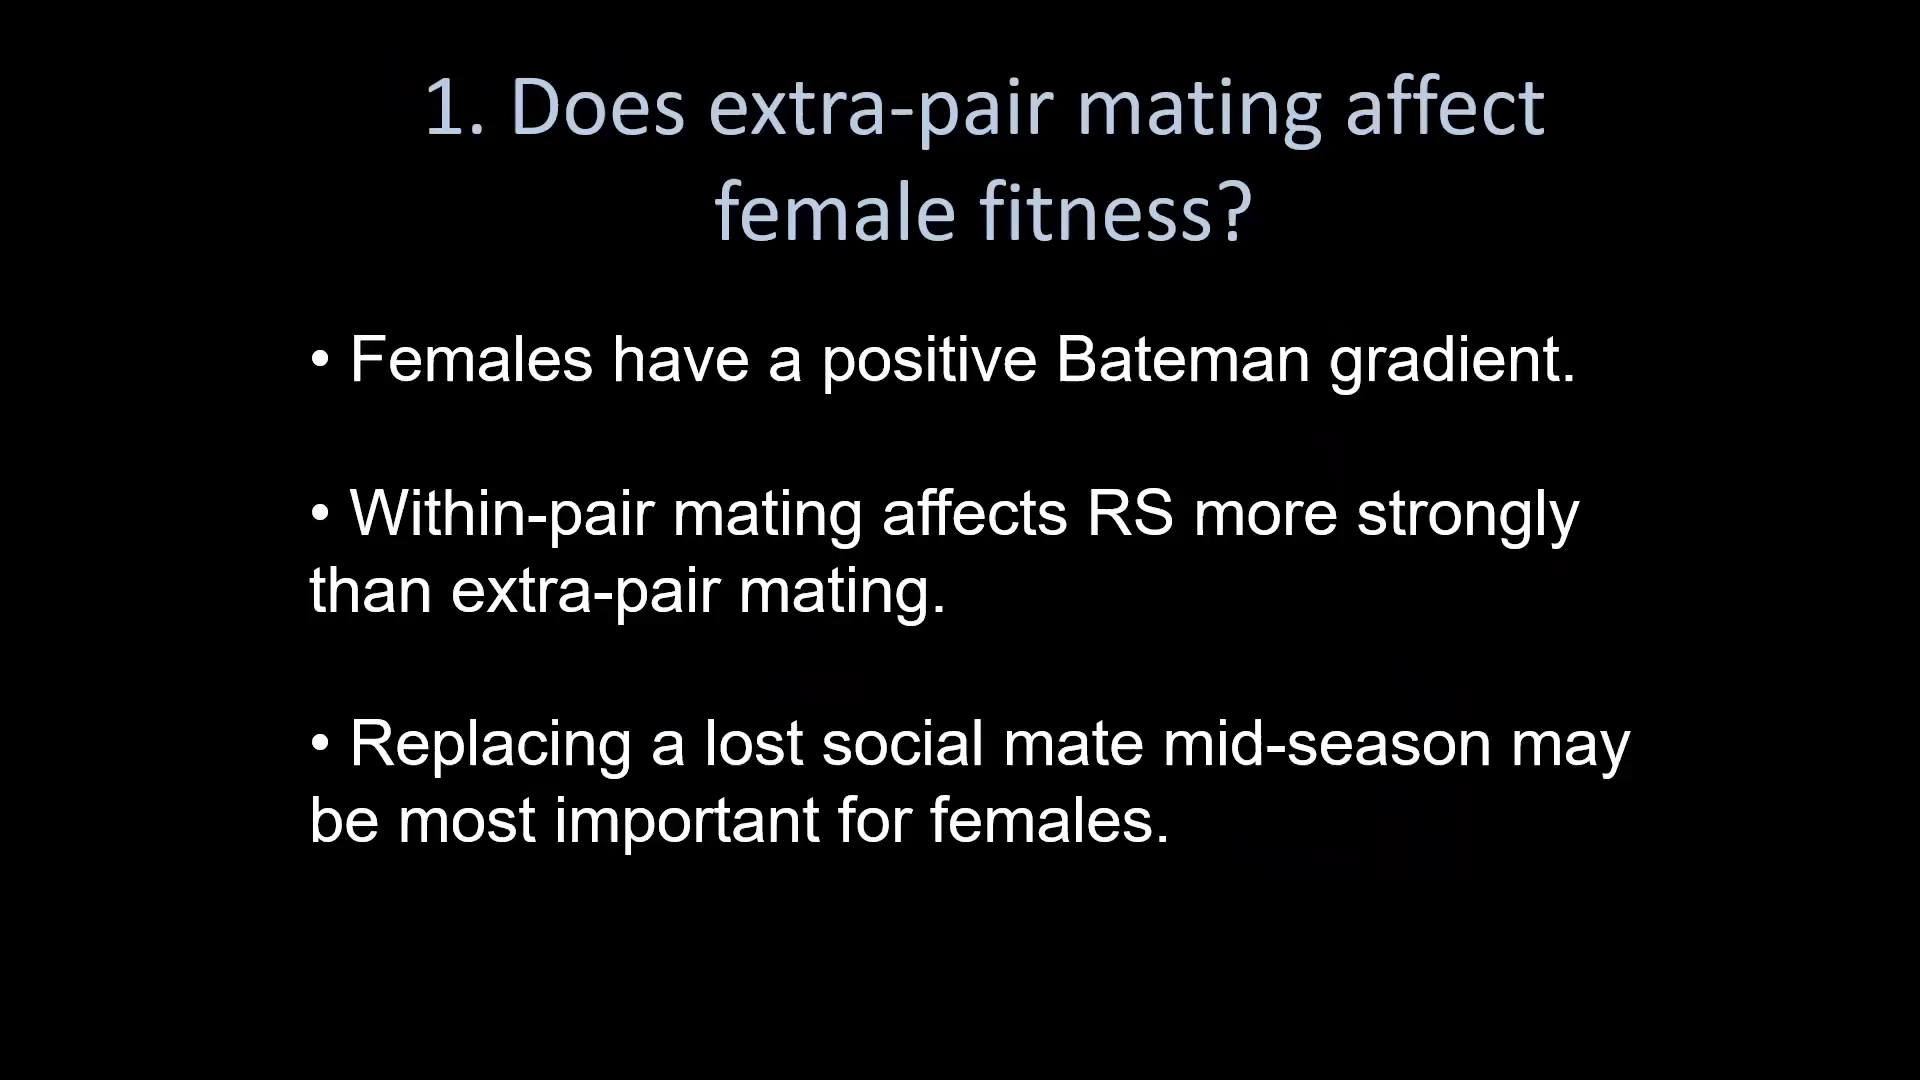 1. Does extra-pair mating affect
female fitness?
• Females have a positive Bateman gradient.
• Within-pair mating affects RS more strongly
than extra-pair mating.
• Replacing a lost social mate mid-season may
be most important for females.